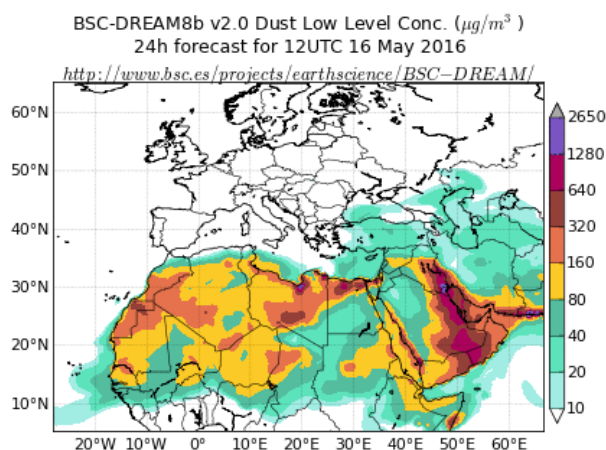 BSC-DREAM8b v2.0 Dust Low Level Conc. (μg/m³ )
24h forecast for 12UTC 16 May 2016
http://www.bsc.es/projects/earthscience/BSC−DREAM/
60°N
50°N
40°N
30°N
20°N
10°N
20°W 10°W 0° 10°E 20°E 30°E 40°E 50°E 60°E
2650
1280
640
320
160
80
40
20
10